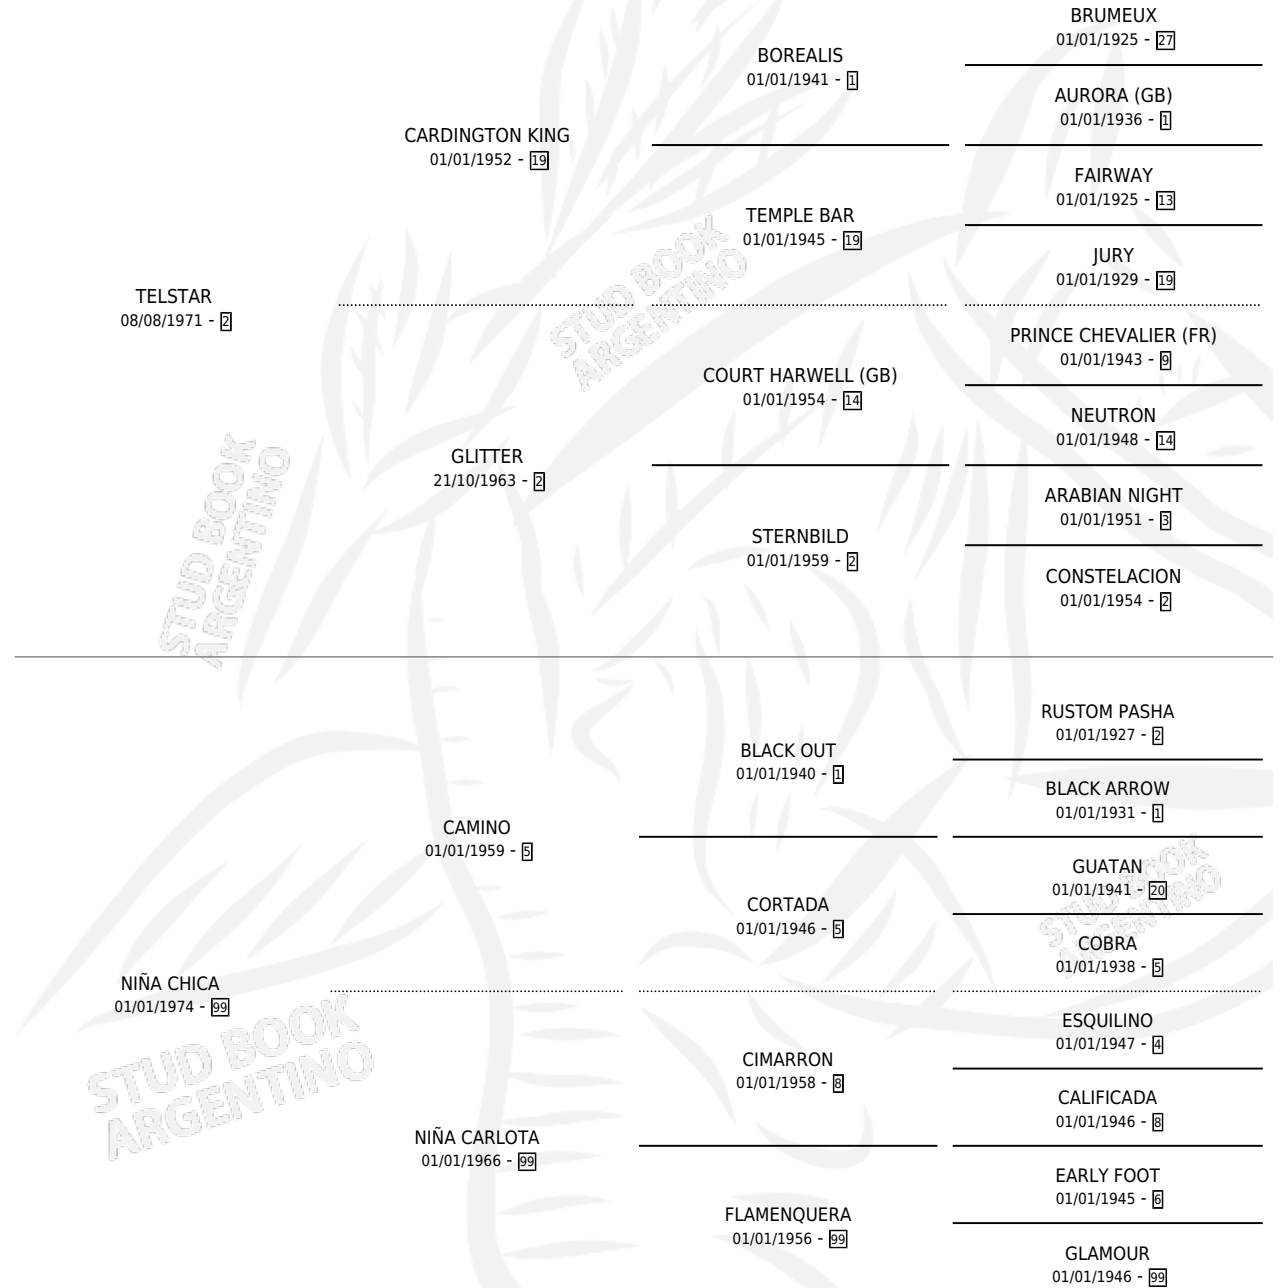 BRUMEUX
01/01/1925 - 27
BOREALIS
01/01/1941 - 1
AURORA (GB)
01/01/1936 - 1
CARDINGTON KING
01/01/1952 - 19
FAIRWAY
01/01/1925 - 13
TEMPLE BAR
01/01/1945 - 19
JURY
01/01/1929 - 19
TELSTAR
08/08/1971 - 2
PRINCE CHEVALIER (FR)
01/01/1943 - 9
COURT HARWELL (GB)
01/01/1954 - 14
NEUTRON
01/01/1948 - 14
GLITTER
21/10/1963 - 2
ARABIAN NIGHT
01/01/1951 - 3
STERNBILD
01/01/1959 - 2
CONSTELACION
01/01/1954 - 2
STUD BOOK
ARGENTINO
STUD BOOK
ARGENTINO
RUSTOM PASHA
01/01/1927 - 2
BLACK OUT
01/01/1940 - 1
BLACK ARROW
01/01/1931 - 1
CAMINO
01/01/1959 - 5
GUATAN
01/01/1941 - 20
CORTADA
01/01/1946 - 5
COBRA
01/01/1938 - 5
NIÑA CHICA
01/01/1974 - 99
ESQUILINO
01/01/1947 - 4
CIMARRON
01/01/1958 - 8
CALIFICADA
01/01/1946 - 8
NIÑA CARLOTA
01/01/1966 - 99
EARLY FOOT
01/01/1945 - 6
FLAMENQUERA
01/01/1956 - 99
GLAMOUR
01/01/1946 - 99
STUD BOOK
ARGENTINO
STUD BOOK
ARGENTINO